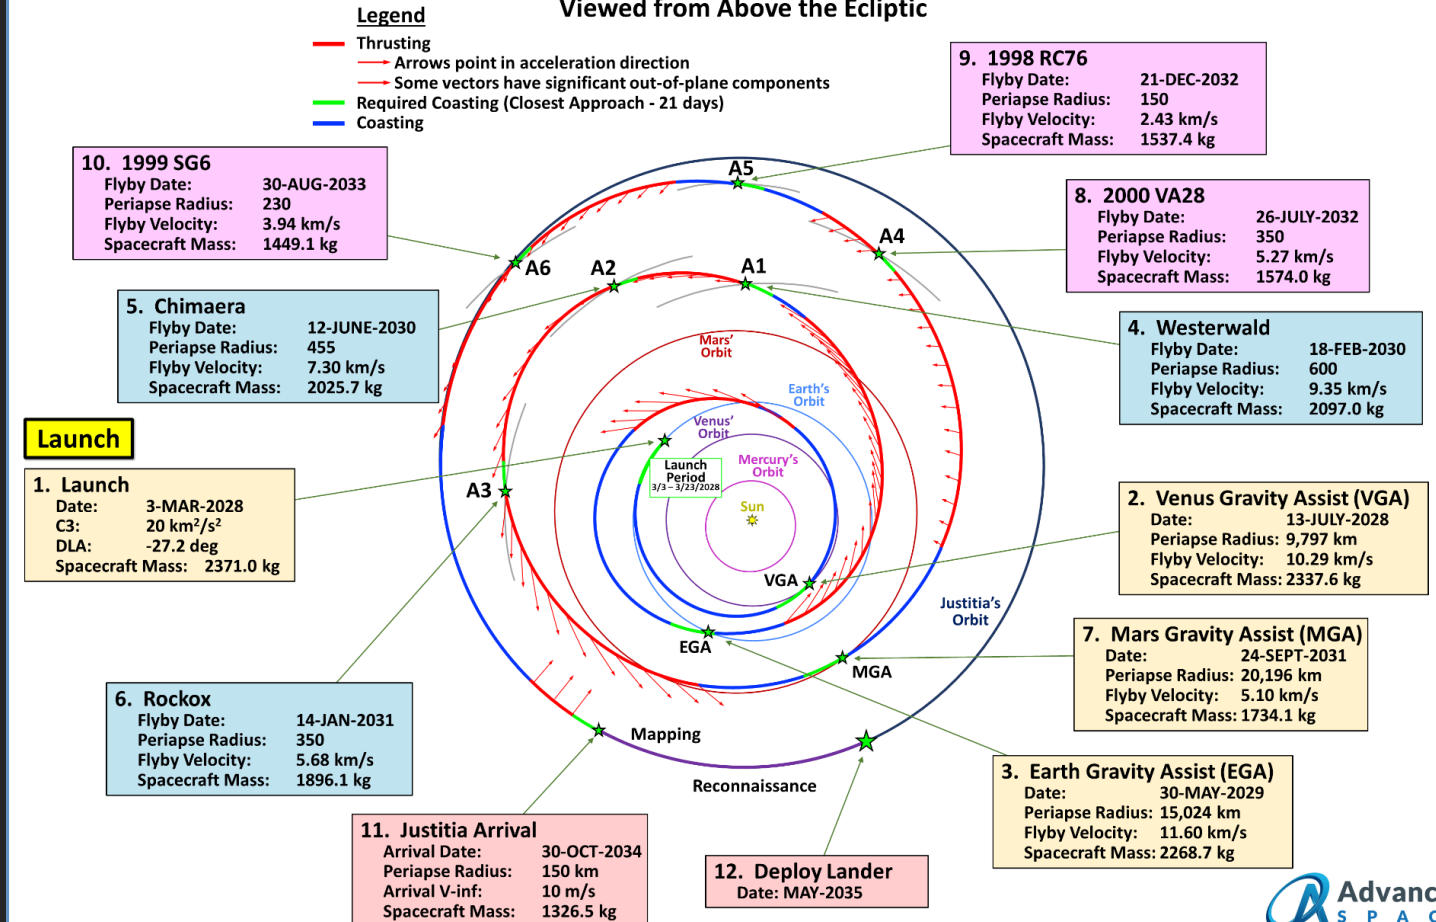 Viewed from Above the Ecliptic
Legend
Thrusting
Arrows point in acceleration direction
Some vectors have significant out-of-plane components
Required Coasting (Closest Approach - 21 days)
Coasting
9. 1998 RC76
Flyby Date: 21-DEC-2032
Periapse Radius: 150
Flyby Velocity: 2.43 km/s
Spacecraft Mass: 1537.4 kg
10. 1999 SG6
Flyby Date: 30-AUG-2033
Periapse Radius: 230
Flyby Velocity: 3.94 km/s
Spacecraft Mass: 1449.1 kg
8. 2000 VA28
Flyby Date: 26-JULY-2032
Periapse Radius: 350
Flyby Velocity: 5.27 km/s
Spacecraft Mass: 1574.0 kg
5. Chimaera
Flyby Date: 12-JUNE-2030
Periapse Radius: 455
Flyby Velocity: 7.30 km/s
Spacecraft Mass: 2025.7 kg
4. Westerwald
Flyby Date: 18-FEB-2030
Periapse Radius: 600
Flyby Velocity: 9.35 km/s
Spacecraft Mass: 2097.0 kg
A5
A4
A6
A2
A1
Mars'
Orbit
Earth's
Orbit
Venus'
Orbit
Mercury's
Orbit
Launch
Period
3/3 – 3/23/2028
Sun
A3
VGA
EGA
MGA
Justitia's
Orbit
Mapping
Reconnaissance
Launch
1. Launch
Date: 3-MAR-2028
C3: 20 km²/s²
DLA: -27.2 deg
Spacecraft Mass: 2371.0 kg
2. Venus Gravity Assist (VGA)
Date: 13-JULY-2028
Periapse Radius: 9,797 km
Flyby Velocity: 10.29 km/s
Spacecraft Mass: 2337.6 kg
7. Mars Gravity Assist (MGA)
Date: 24-SEPT-2031
Periapse Radius: 20,196 km
Flyby Velocity: 5.10 km/s
Spacecraft Mass: 1734.1 kg
6. Rockox
Flyby Date: 14-JAN-2031
Periapse Radius: 350
Flyby Velocity: 5.68 km/s
Spacecraft Mass: 1896.1 kg
3. Earth Gravity Assist (EGA)
Date: 30-MAY-2029
Periapse Radius: 15,024 km
Flyby Velocity: 11.60 km/s
Spacecraft Mass: 2268.7 kg
11. Justitia Arrival
Arrival Date: 30-OCT-2034
Periapse Radius: 150 km
Arrival V-inf: 10 m/s
Spacecraft Mass: 1326.5 kg
12. Deploy Lander
Date: MAY-2035
Advanc
S P A C